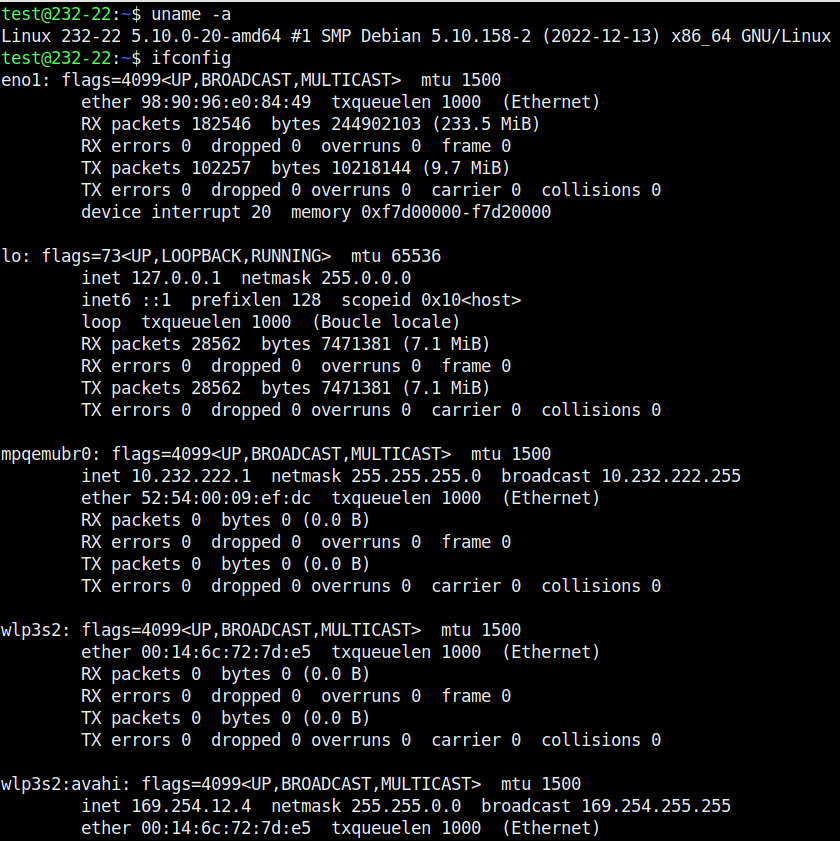 test@232-22:~$ uname -a
Linux 232-22 5.10.0-20-amd64 #1 SMP Debian 5.10.158-2 (2022-12-13) x86_64 GNU/Linux
test@232-22:~$ ifconfig
eno1: flags=4099<UP,BROADCAST,MULTICAST>  mtu 1500
        ether 98:90:96:e0:84:49  txqueuelen 1000  (Ethernet)
        RX packets 182546  bytes 244902103 (233.5 MiB)
        RX errors 0  dropped 0  overruns 0  frame 0
        TX packets 102257  bytes 10218144 (9.7 MiB)
        TX errors 0  dropped 0 overruns 0  carrier 0  collisions 0
        device interrupt 20  memory 0xf7d00000-f7d20000

lo: flags=73<UP,LOOPBACK,RUNNING>  mtu 65536
        inet 127.0.0.1  netmask 255.0.0.0
        inet6 ::1  prefixlen 128  scopeid 0x10<host>
        loop  txqueuelen 1000  (Boucle locale)
        RX packets 28562  bytes 7471381 (7.1 MiB)
        RX errors 0  dropped 0  overruns 0  frame 0
        TX packets 28562  bytes 7471381 (7.1 MiB)
        TX errors 0  dropped 0 overruns 0  carrier 0  collisions 0

mpqemubr0: flags=4099<UP,BROADCAST,MULTICAST>  mtu 1500
        inet 10.232.222.1  netmask 255.255.255.0  broadcast 10.232.222.255
        ether 52:54:00:09:ef:dc  txqueuelen 1000  (Ethernet)
        RX packets 0  bytes 0 (0.0 B)
        RX errors 0  dropped 0  overruns 0  frame 0
        TX packets 0  bytes 0 (0.0 B)
        TX errors 0  dropped 0 overruns 0  carrier 0  collisions 0

wlp3s2: flags=4099<UP,BROADCAST,MULTICAST>  mtu 1500
        ether 00:14:6c:72:7d:e5  txqueuelen 1000  (Ethernet)
        RX packets 0  bytes 0 (0.0 B)
        RX errors 0  dropped 0  overruns 0  frame 0
        TX packets 0  bytes 0 (0.0 B)
        TX errors 0  dropped 0 overruns 0  carrier 0  collisions 0

wlp3s2:avahi: flags=4099<UP,BROADCAST,MULTICAST>  mtu 1500
        inet 169.254.12.4  netmask 255.255.0.0  broadcast 169.254.255.255
        ether 00:14:6c:72:7d:e5  txqueuelen 1000  (Ethernet)